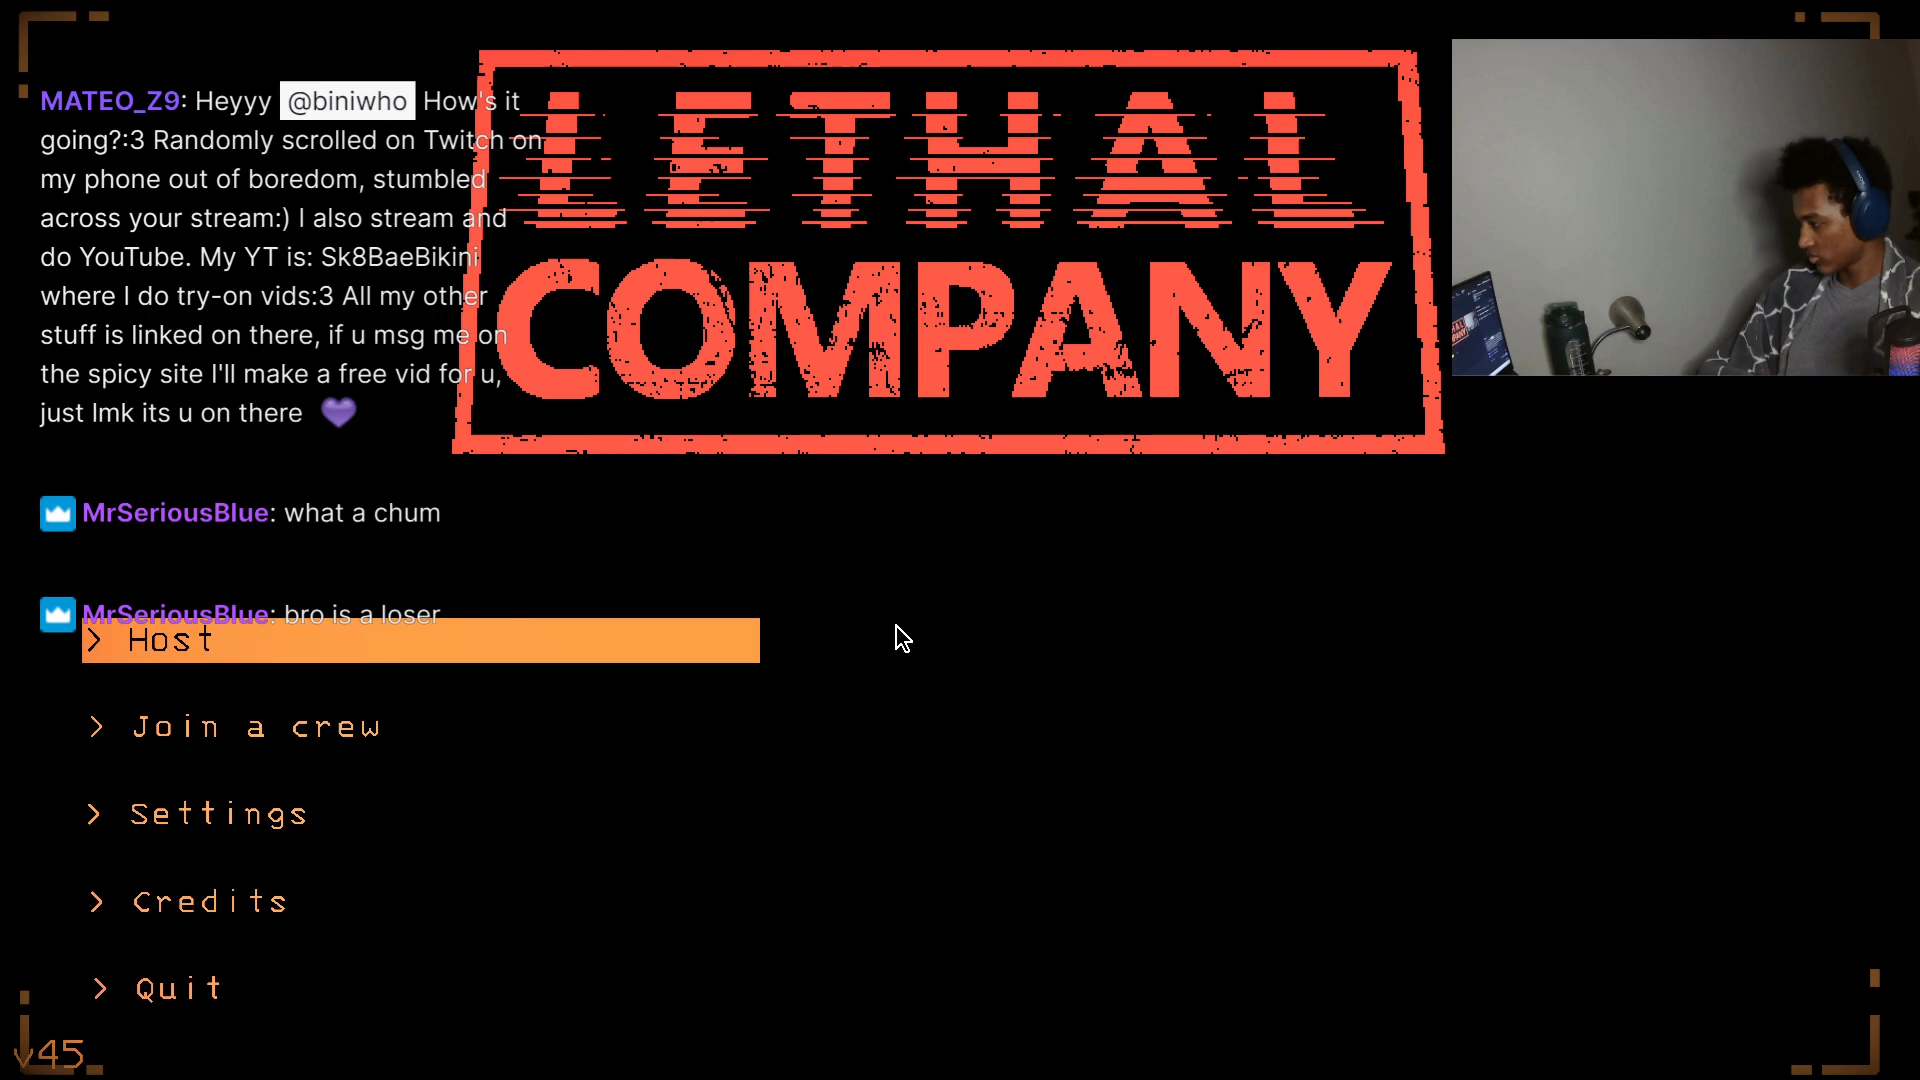 MATEO_Z9: Heyyy @biniwho How's it
going?:3 Randomly scrolled on Twitch on
my phone out of boredom, stumbled
across your stream:) I also stream and
do YouTube. My YT is: Sk8BaeBikini
where I do try-on vids:3 All my other
stuff is linked on there, if u msg me on
the spicy site I'll make a free vid for u,
just lmk its u on there
LETHAL
COMPANY
MrSeriousBlue: what a chum
MrSeriousBlue: bro is a loser
> Host
> Join a crew
> Settings
> Credits
> Quit
v45